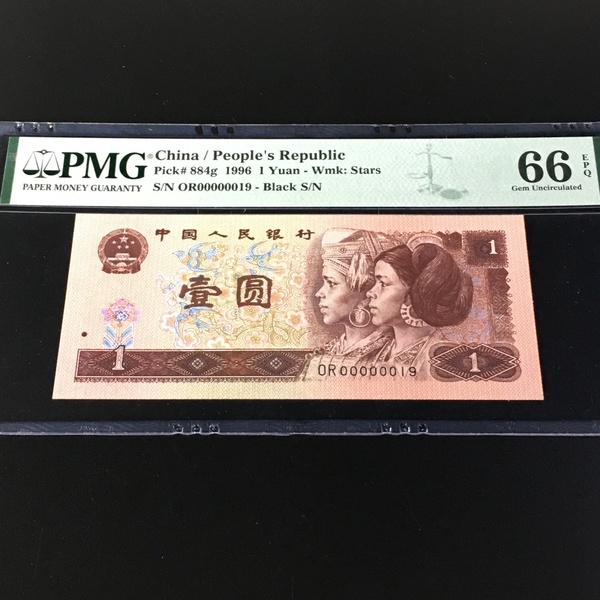 PMG®
PAPER MONEY GUARANTY
China / People's Republic
Pick# 884g 1996 1 Yuan - Wmk: Stars
S/N OR00000019 - Black S/N
66 EPQ
Gem Uncirculated
中国人民银行
壹圆
1
1
OR00000019
1